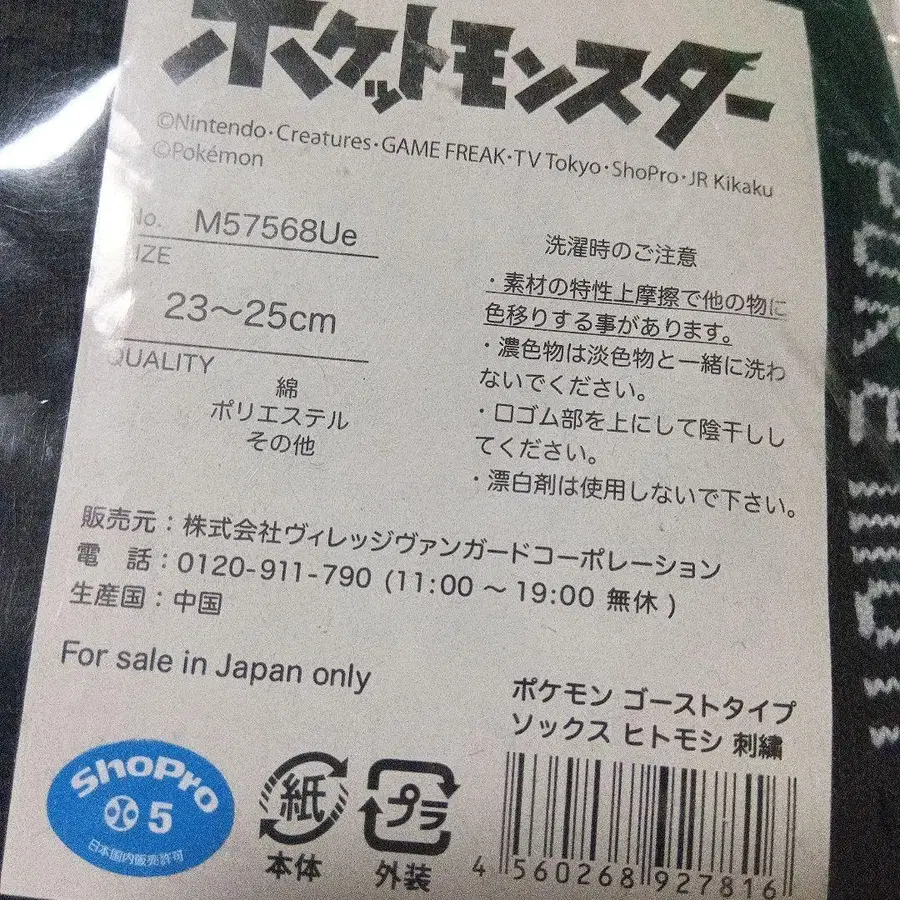 ポケットモンスター
©Nintendo・Creatures・GAME FREAK・TV Tokyo・ShoPro・JR Kikaku
©Pokémon
No. M57568Ue
SIZE
23～25cm
QUALITY
綿
ポリエステル
その他
洗濯時のご注意
・素材の特性上摩擦で他の物に
色移りする事があります。
・濃色物は淡色物と一緒に洗わ
ないでください。
・口ゴム部を上にして陰干しし
てください。
・漂白剤は使用しないで下さい。
販売元：株式会社ヴィレッジヴァンガードコーポレーション
電　話：0120-911-790 (11:00 ～ 19:00 無休)
生産国：中国
For sale in Japan only
ポケモン ゴーストタイプ
ソックス ヒトモシ 刺繍
ShoPro
5
日本国内販売許可
紙
本体
プラ
外装
4 560268 927816